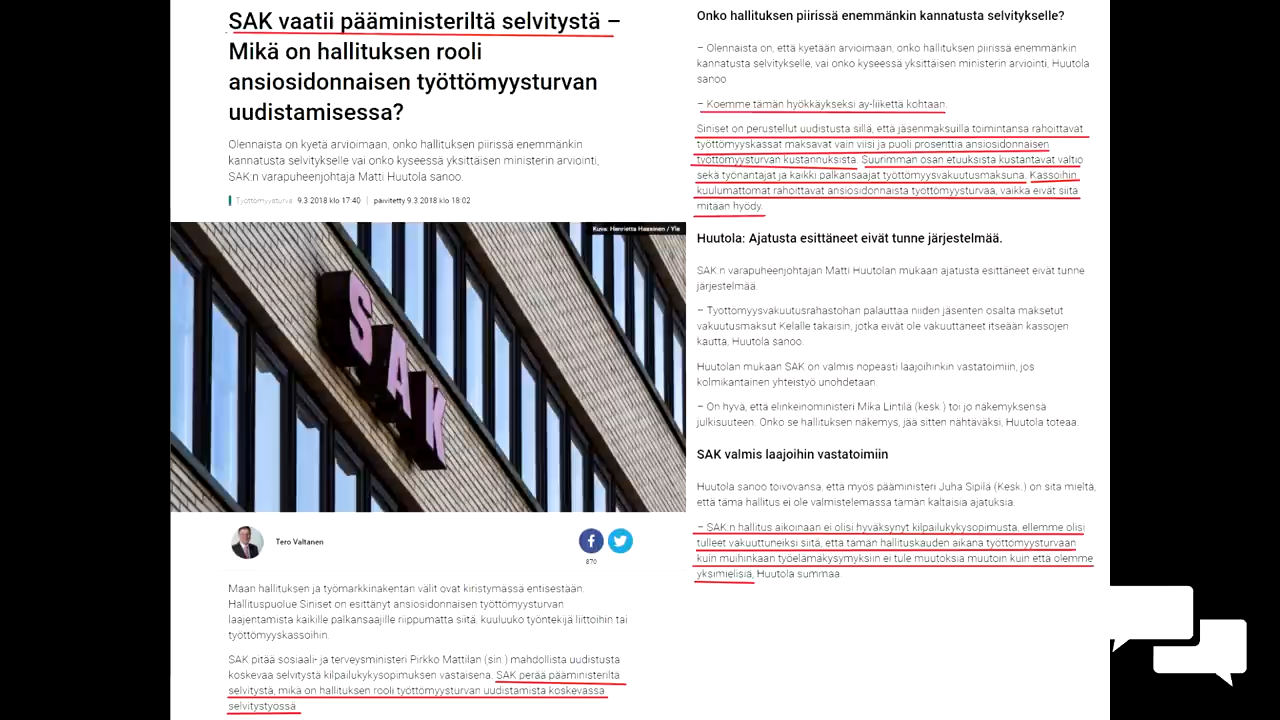 SAK vaatii pääministeriltä selvitystä –
Mikä on hallituksen rooli
ansiosidonnaisen työttömyysturvan
uudistamisessa?
Olennaista on kyetä arvioimaan, onko hallituksen piirissä enemmänkin
kannatusta selvitykselle vai onko kyseessä yksittäisen ministerin arviointi,
SAK:n varapuheenjohtaja Matti Huutola sanoo.
Työttömyysturva 9.3.2018 klo 17:40 | päivitetty 9.3.2018 klo 18:02
Kuva: Henrietta Hassinen / Yle
SAK
Tero Valtanen
870
Maan hallituksen ja työmarkkinakentän välit ovat kiristymässä entisestään.
Hallituspuolue Siniset on esittänyt ansiosidonnaisen työttömyysturvan
laajentamista kaikille palkansaajille riippumatta siitä, kuuluuko työntekijä liittoihin tai
työttömyyskassoihin.
SAK pitää sosiaali- ja terveysministeri Pirkko Mattilan (sin.) mahdollista uudistusta
koskevaa selvitystä kilpailukykysopimuksen vastaisena. SAK perää pääministeriltä
selvitystä, mikä on hallituksen rooli työttömyysturvan uudistamista koskevassa
selvitystyössä
Onko hallituksen piirissä enemmänkin kannatusta selvitykselle?
– Olennaista on, että kyetään arvioimaan, onko hallituksen piirissä enemmänkin
kannatusta selvitykselle, vai onko kyseessä yksittäisen ministerin arviointi, Huutola
sanoo
– Koemme tämän hyökkäykseksi ay-liikettä kohtaan.
Siniset on perustellut uudistusta sillä, että jäsenmaksuilla toimintansa rahoittavat
työttömyyskassat maksavat vain viisi ja puoli prosenttia ansiosidonnaisen
työttömyysturvan kustannuksista. Suurimman osan etuuksista kustantavat valtio
sekä työnantajat ja kaikki palkansaajat työttömyysvakuutusmaksuna. Kassoihin
kuulumattomat rahoittavat ansiosidonnaista työttömyysturvaa, vaikka eivät siitä
mitään hyödy.
Huutola: Ajatusta esittäneet eivät tunne järjestelmää.
SAK:n varapuheenjohtajan Matti Huutolan mukaan ajatusta esittäneet eivät tunne
järjestelmää.
– Työttömyysvakuutusrahastohan palauttaa niiden jäsenten osalta maksetut
vakuutusmaksut Kelalle takaisin, jotka eivät ole vakuuttaneet itseään kassojen
kautta, Huutola sanoo.
Huutolan mukaan SAK on valmis nopeasti laajoihinkin vastatoimiin, jos
kolmikantainen yhteistyö unohdetaan.
– On hyvä, että elinkeinoministeri Mika Lintilä (kesk.) toi jo näkemyksensä
julkisuuteen. Onko se hallituksen näkemys, jää sitten nähtäväksi, Huutola toteaa.
SAK valmis laajoihin vastatoimiin
Huutola sanoo toivovansa, että myös pääministeri Juha Sipilä (Kesk.) on sitä mieltä,
että tämä hallitus ei ole valmistelemassa tämän kaltaisia ajatuksia.
– SAK:n hallitus aikoinaan ei olisi hyväksynyt kilpailukykysopimusta, ellemme olisi
tulleet vakuuttuneiksi siitä, että tämän hallituskauden aikana työttömyysturvaan
kuin muihinkaan työelämäkysymyksiin ei tule muutoksia muutoin kuin että olemme
yksimielisiä, Huutola summaa.